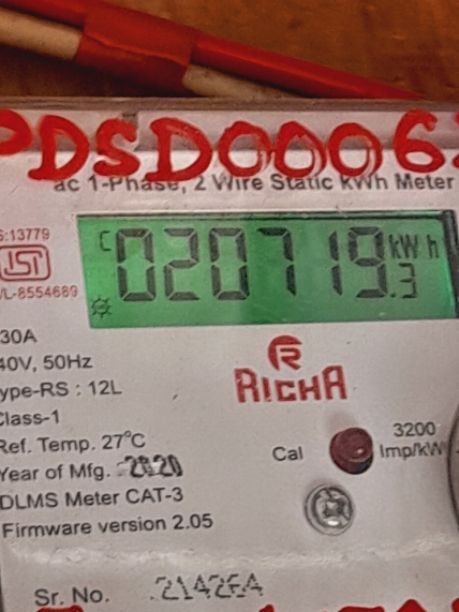 PDSD00063
ac 1-Phase, 2 Wire Static kWh Meter
S:13779
ISI
/L-8554689
C 020719.3 kWh
30A
40V, 50Hz
ype-RS : 12L
Class-1
Ref. Temp. 27°C
Year of Mfg. 2020
DLMS Meter CAT-3
Firmware version 2.05
R
RICHA
Cal
3200
Imp/kW
Sr. No.